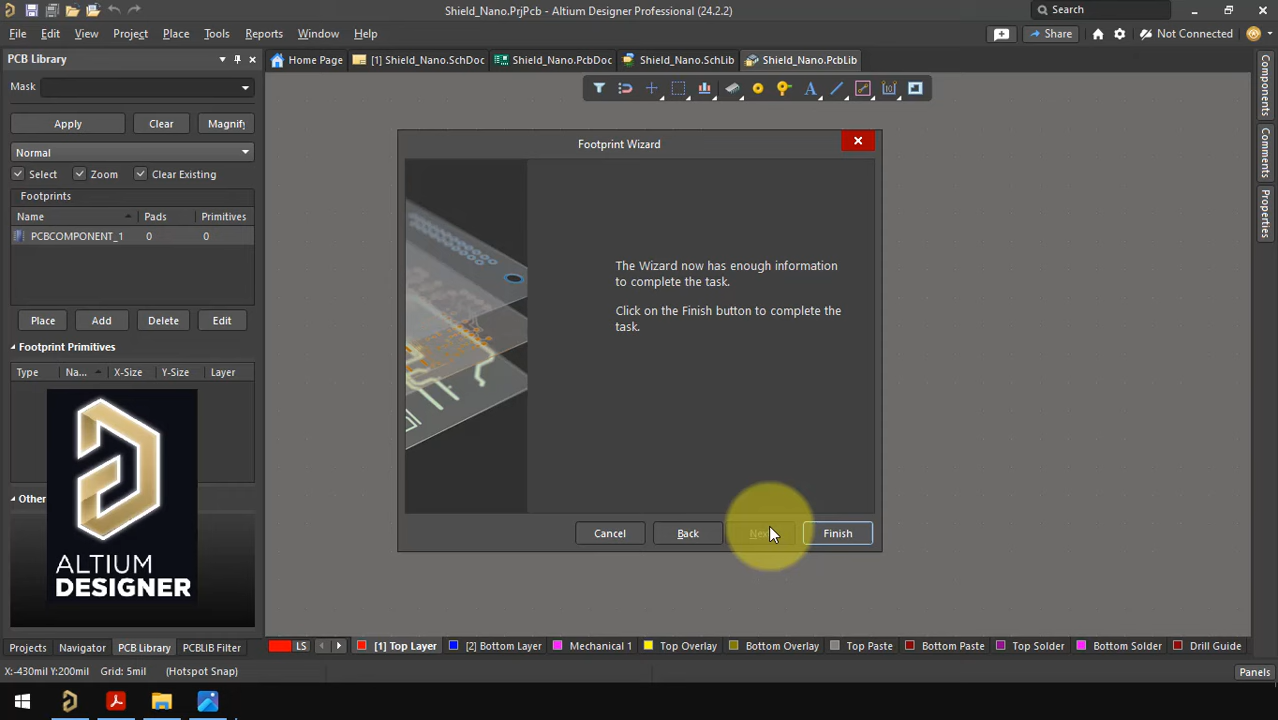 Shield_Nano.PrjPcb - Altium Designer Professional (24.2.2)
Search
File Edit View Project Place Tools Reports Window Help
Share
Not Connected
PCB Library
Home Page
[1] Shield_Nano.SchDoc
Shield_Nano.PcbDoc
Shield_Nano.SchLib
Shield_Nano.PcbLib
Mask
Apply Clear Magnify
Normal
Select Zoom Clear Existing
Footprints
Name Pads Primitives
PCBCOMPONENT_1 0 0
Place Add Delete Edit
Footprint Primitives
Type Na... X-Size Y-Size Layer
Other
ALTIUM
DESIGNER
Footprint Wizard
The Wizard now has enough information
to complete the task.
Click on the Finish button to complete the
task.
Cancel Back Finish
Components
Comments
Properties
Projects Navigator PCB Library PCBLIB Filter
LS
[1] Top Layer
[2] Bottom Layer
Mechanical 1
Top Overlay
Bottom Overlay
Top Paste
Bottom Paste
Top Solder
Bottom Solder
Drill Guide
X:-430mil Y:200mil Grid: 5mil (Hotspot Snap)
Panels